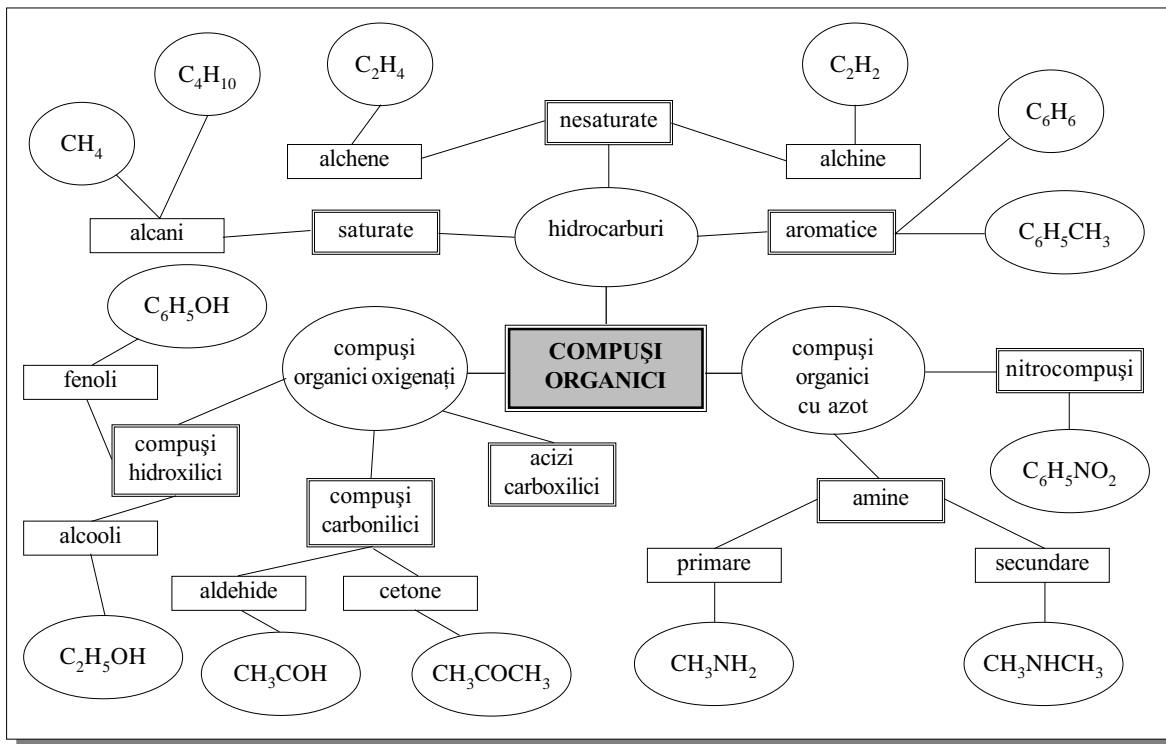 C₄H₁₀
C₂H₄
C₂H₂
CH₄
nesaturate
C₆H₆
alchene
alchine
alcani
saturate
hidrocarburi
aromatice
C₆H₅CH₃
C₆H₅OH
compuşi
organici oxigenaţi
COMPUŞI
ORGANICI
compuşi
organici
cu azot
nitrocompuşi
fenoli
compuşi
hidroxilici
acizi
carboxilici
C₆H₅NO₂
compuşi
carbonilici
amine
alcooli
aldehide
cetone
primare
secundare
C₂H₅OH
CH₃COH
CH₃COCH₃
CH₃NH₂
CH₃NHCH₃